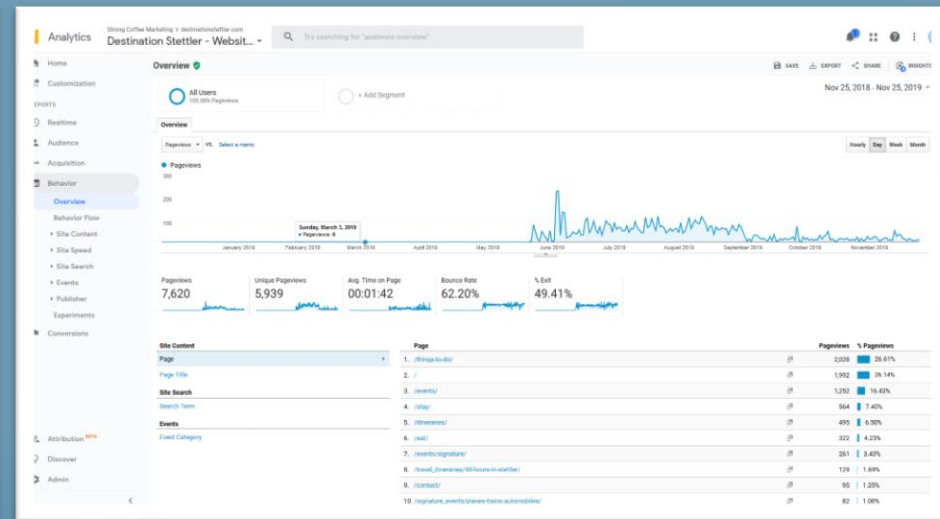 Strong Coffee Marketing > destinationstettler.com
Analytics
Destination Stettler - Websit...
Try searching for "audience overview"
Home
Customization
REPORTS
Realtime
Audience
Acquisition
Behavior
Overview
Behavior Flow
Site Content
Site Speed
Site Search
Events
Publisher
Experiments
Conversions
Attribution BETA
Discover
Admin
Overview
SAVE
EXPORT
SHARE
INSIGHTS
All Users
100.00% Pageviews
+ Add Segment
Nov 25, 2018 - Nov 25, 2019
Overview
Pageviews VS. Select a metric
Hourly Day Week Month
Pageviews
300
200
100
Sunday, March 3, 2019
Pageviews: 0
January 2019 February 2019 March 2019 April 2019 May 2019 June 2019 July 2019 August 2019 September 2019 October 2019 November 2019
Pageviews
7,620
Unique Pageviews
5,939
Avg. Time on Page
00:01:42
Bounce Rate
62.20%
% Exit
49.41%
Site Content
Page
Page Title
Site Search
Search Term
Events
Event Category
Page Pageviews % Pageviews
1. /things-to-do/ 2,028 26.61%
2. / 1,992 26.14%
3. /events/ 1,252 16.43%
4. /stay/ 564 7.40%
5. /itineraries/ 495 6.50%
6. /eat/ 322 4.23%
7. /events/signature/ 261 3.43%
8. /travel_itineraries/48-hours-in-stettler/ 129 1.69%
9. /contact/ 95 1.25%
10. /signature_events/planes-trains-automobiles/ 82 1.08%